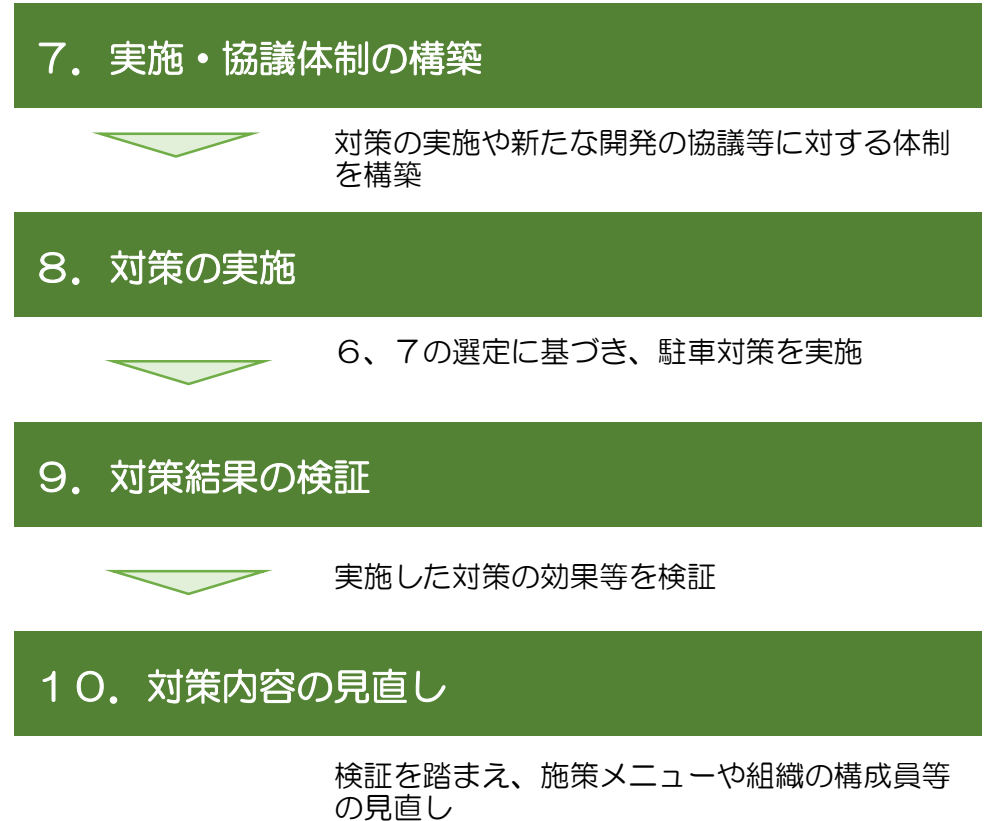 ７．実施・協議体制の構築
対策の実施や新たな開発の協議等に対する体制
を構築
８．対策の実施
６、７の選定に基づき、駐車対策を実施
９．対策結果の検証
実施した対策の効果等を検証
１０．対策内容の見直し
検証を踏まえ、施策メニューや組織の構成員等
の見直し